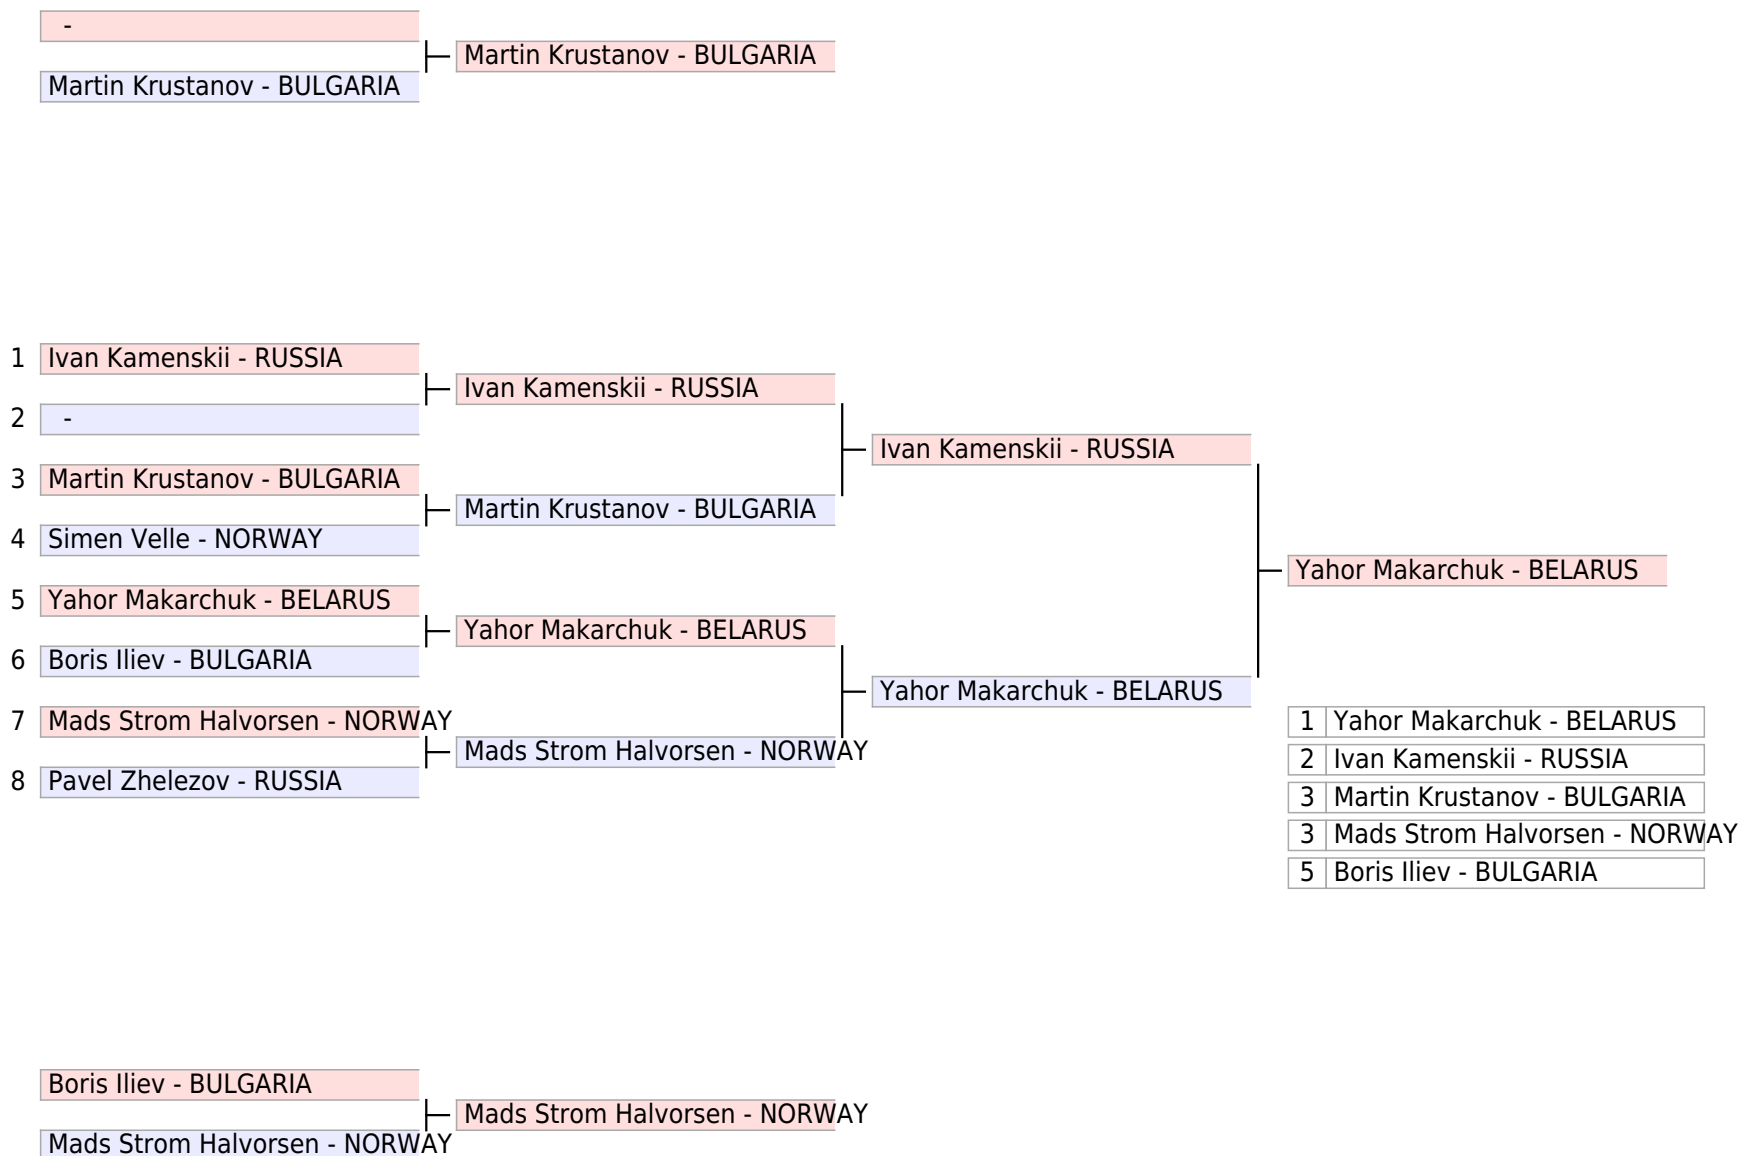 -
Martin Krustanov - BULGARIA
Martin Krustanov - BULGARIA
1 Ivan Kamenskii - RUSSIA
Ivan Kamenskii - RUSSIA
2 -
Ivan Kamenskii - RUSSIA
3 Martin Krustanov - BULGARIA
Martin Krustanov - BULGARIA
4 Simen Velle - NORWAY
Yahor Makarchuk - BELARUS
5 Yahor Makarchuk - BELARUS
Yahor Makarchuk - BELARUS
6 Boris Iliev - BULGARIA
Yahor Makarchuk - BELARUS
7 Mads Strom Halvorsen - NORWAY
1 Yahor Makarchuk - BELARUS
Mads Strom Halvorsen - NORWAY
2 Ivan Kamenskii - RUSSIA
8 Pavel Zhelezov - RUSSIA
3 Martin Krustanov - BULGARIA
3 Mads Strom Halvorsen - NORWAY
5 Boris Iliev - BULGARIA
Boris Iliev - BULGARIA
Mads Strom Halvorsen - NORWAY
Mads Strom Halvorsen - NORWAY